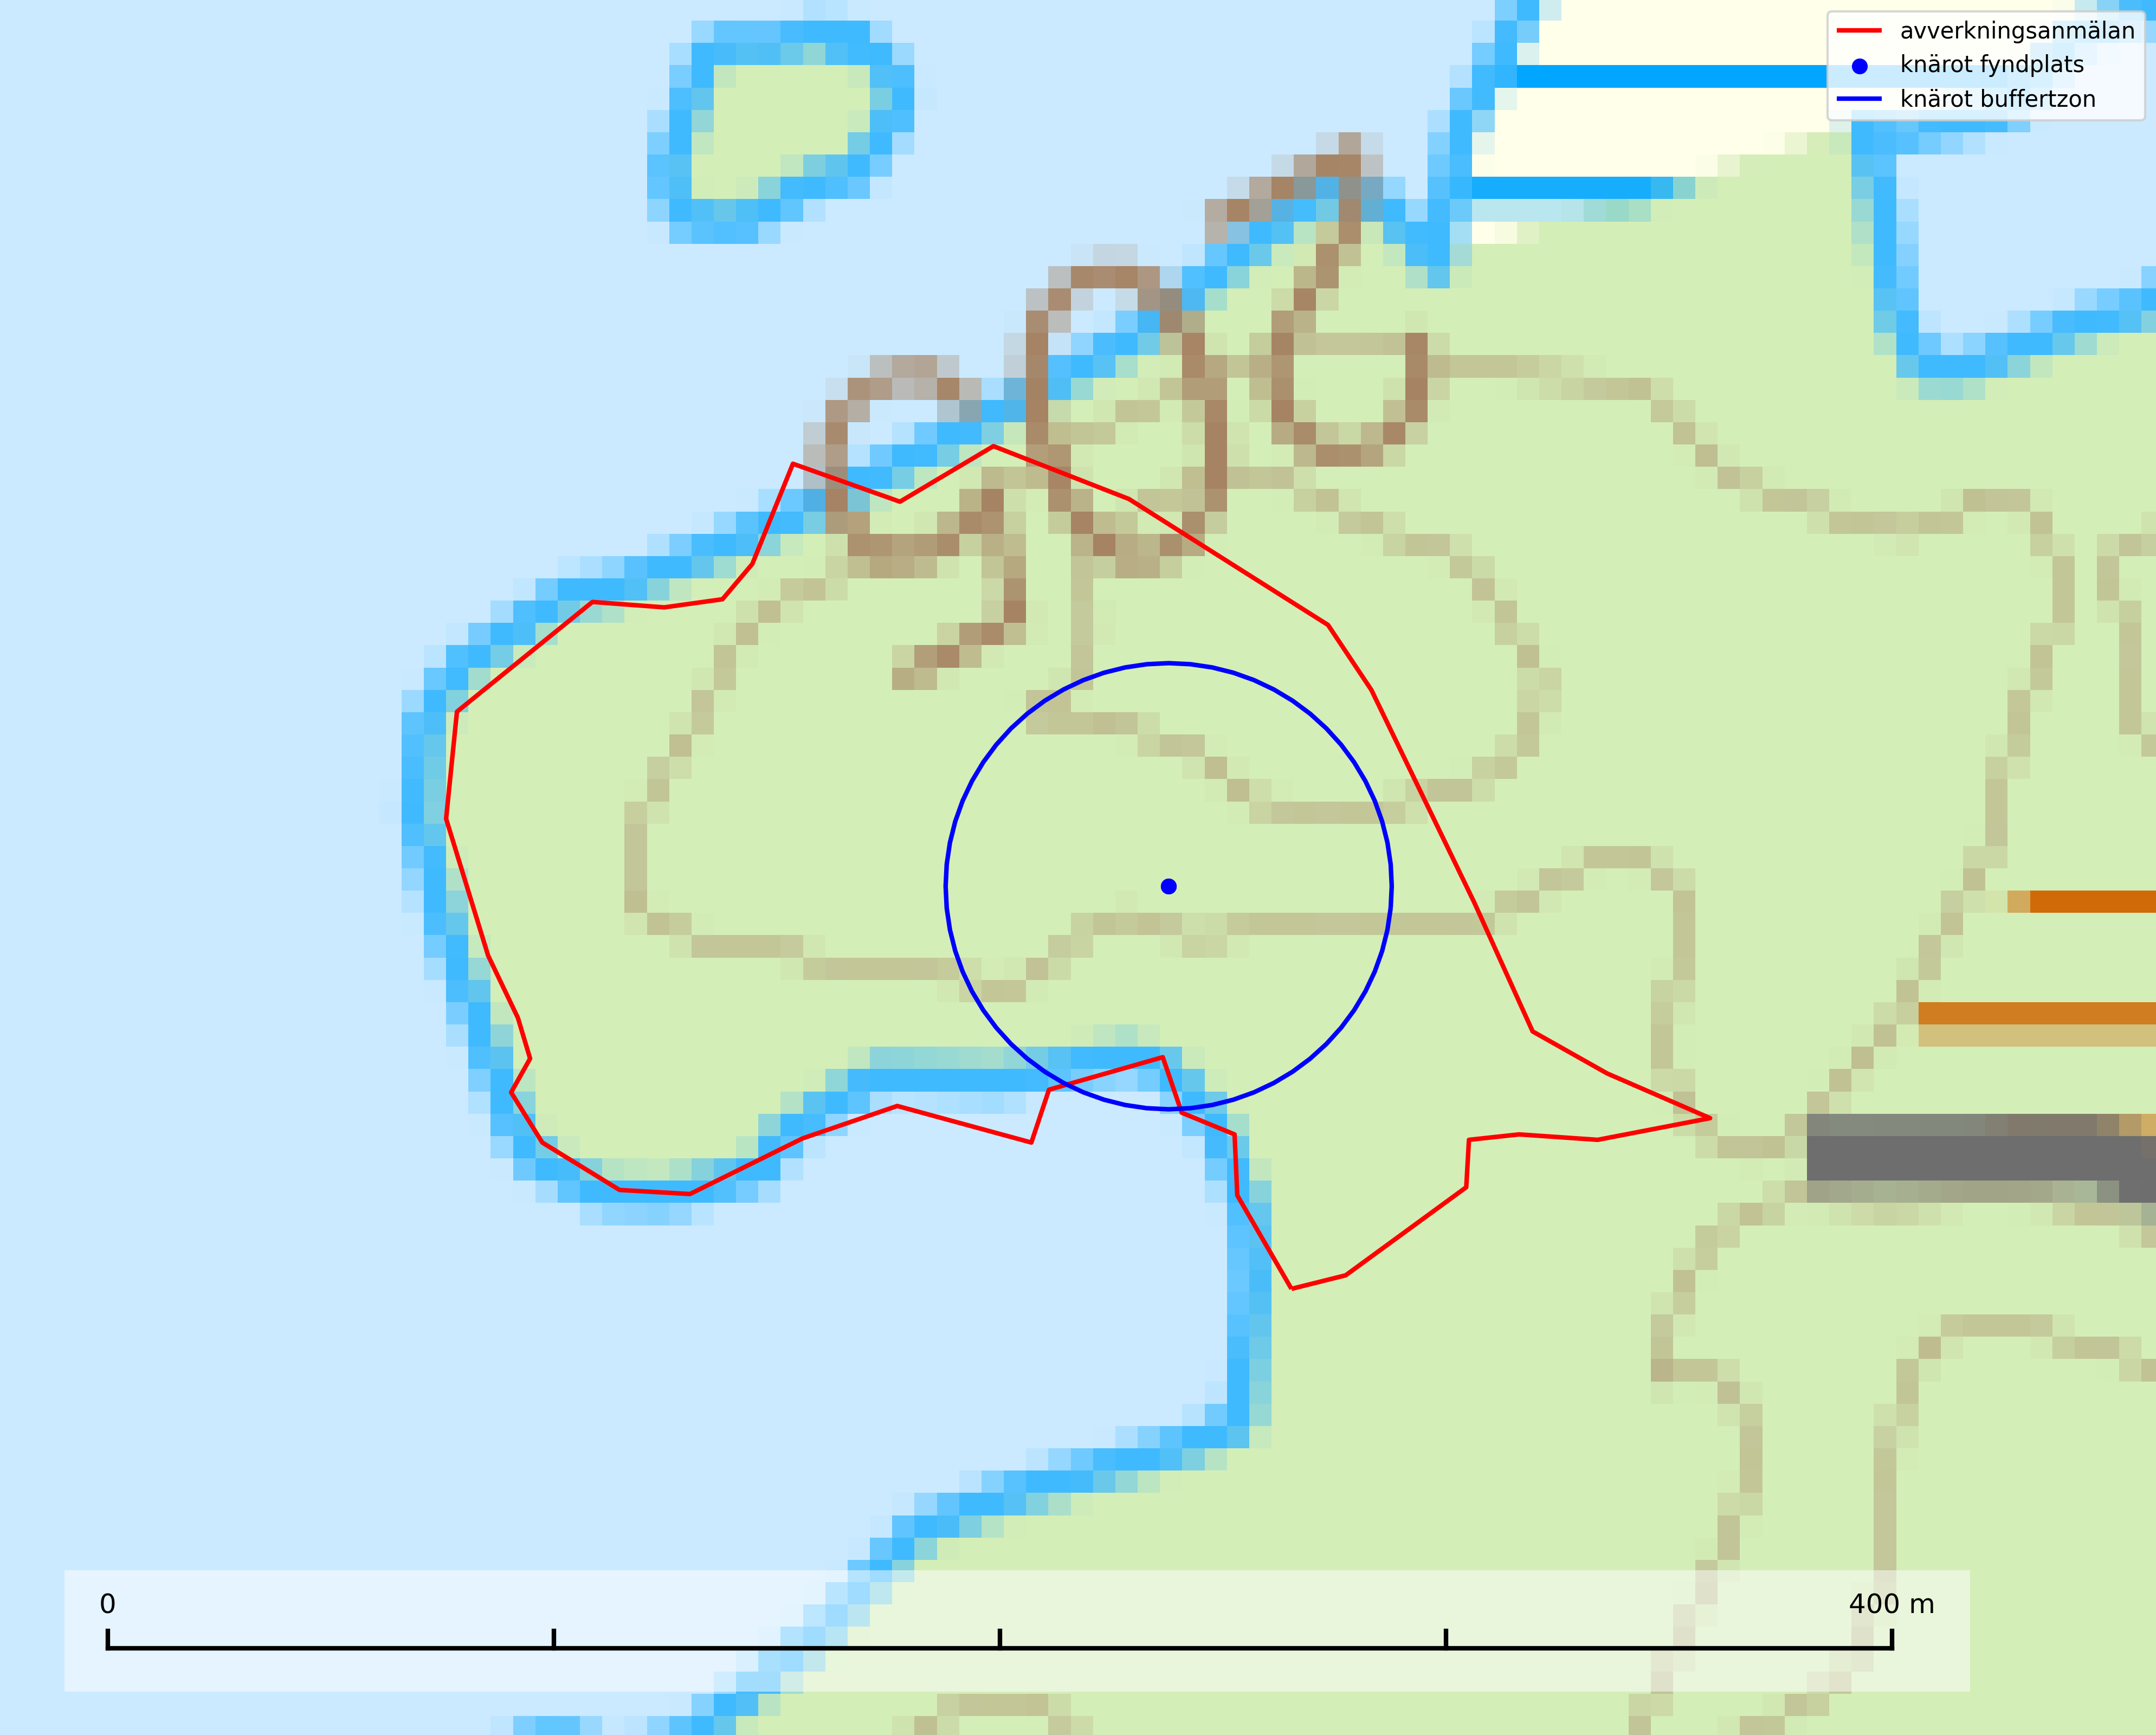 avverkningsanmälan
knärot fyndplats
knärot buffertzon
0
400 m